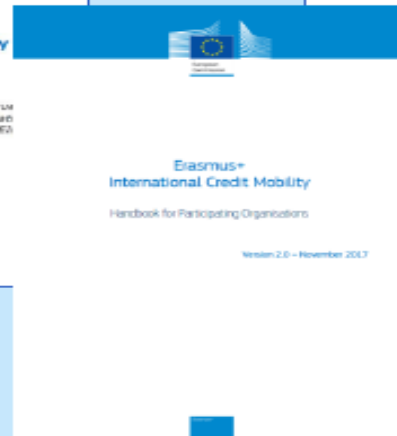 y
Erasmus+
International Credit Mobility
Handbook for Participating Organisations
Version 2.0 – November 2017